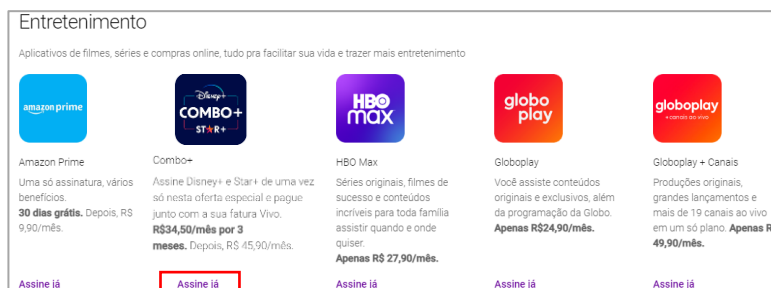 Entretenimento
Aplicativos de filmes, séries e compras online, tudo pra facilitar sua vida e trazer mais entretenimento
amazon prime
Disney+
COMBO+
ST★R+
HBO
max
globo
play
globoplay
+ canais ao vivo
Amazon Prime
Uma só assinatura, vários
benefícios.
30 dias grátis. Depois, R$
9,90/mês.
Assine já
Combo+
Assine Disney+ e Star+ de uma vez
só nesta oferta especial e pague
junto com a sua fatura Vivo.
R$34,50/mês por 3
meses. Depois, R$ 45,90/mês.
Assine já
HBO Max
Séries originais, filmes de
sucesso e conteúdos
incríveis para toda família
assistir quando e onde
quiser.
Apenas R$ 27,90/mês.
Assine já
Globoplay
Você assiste conteúdos
originais e exclusivos, além
da programação da Globo.
Apenas R$24,90/mês.
Assine já
Globoplay + Canais
Produções originais,
grandes lançamentos e
mais de 19 canais ao vivo
em um só plano. Apenas R
49,90/mês.
Assine já